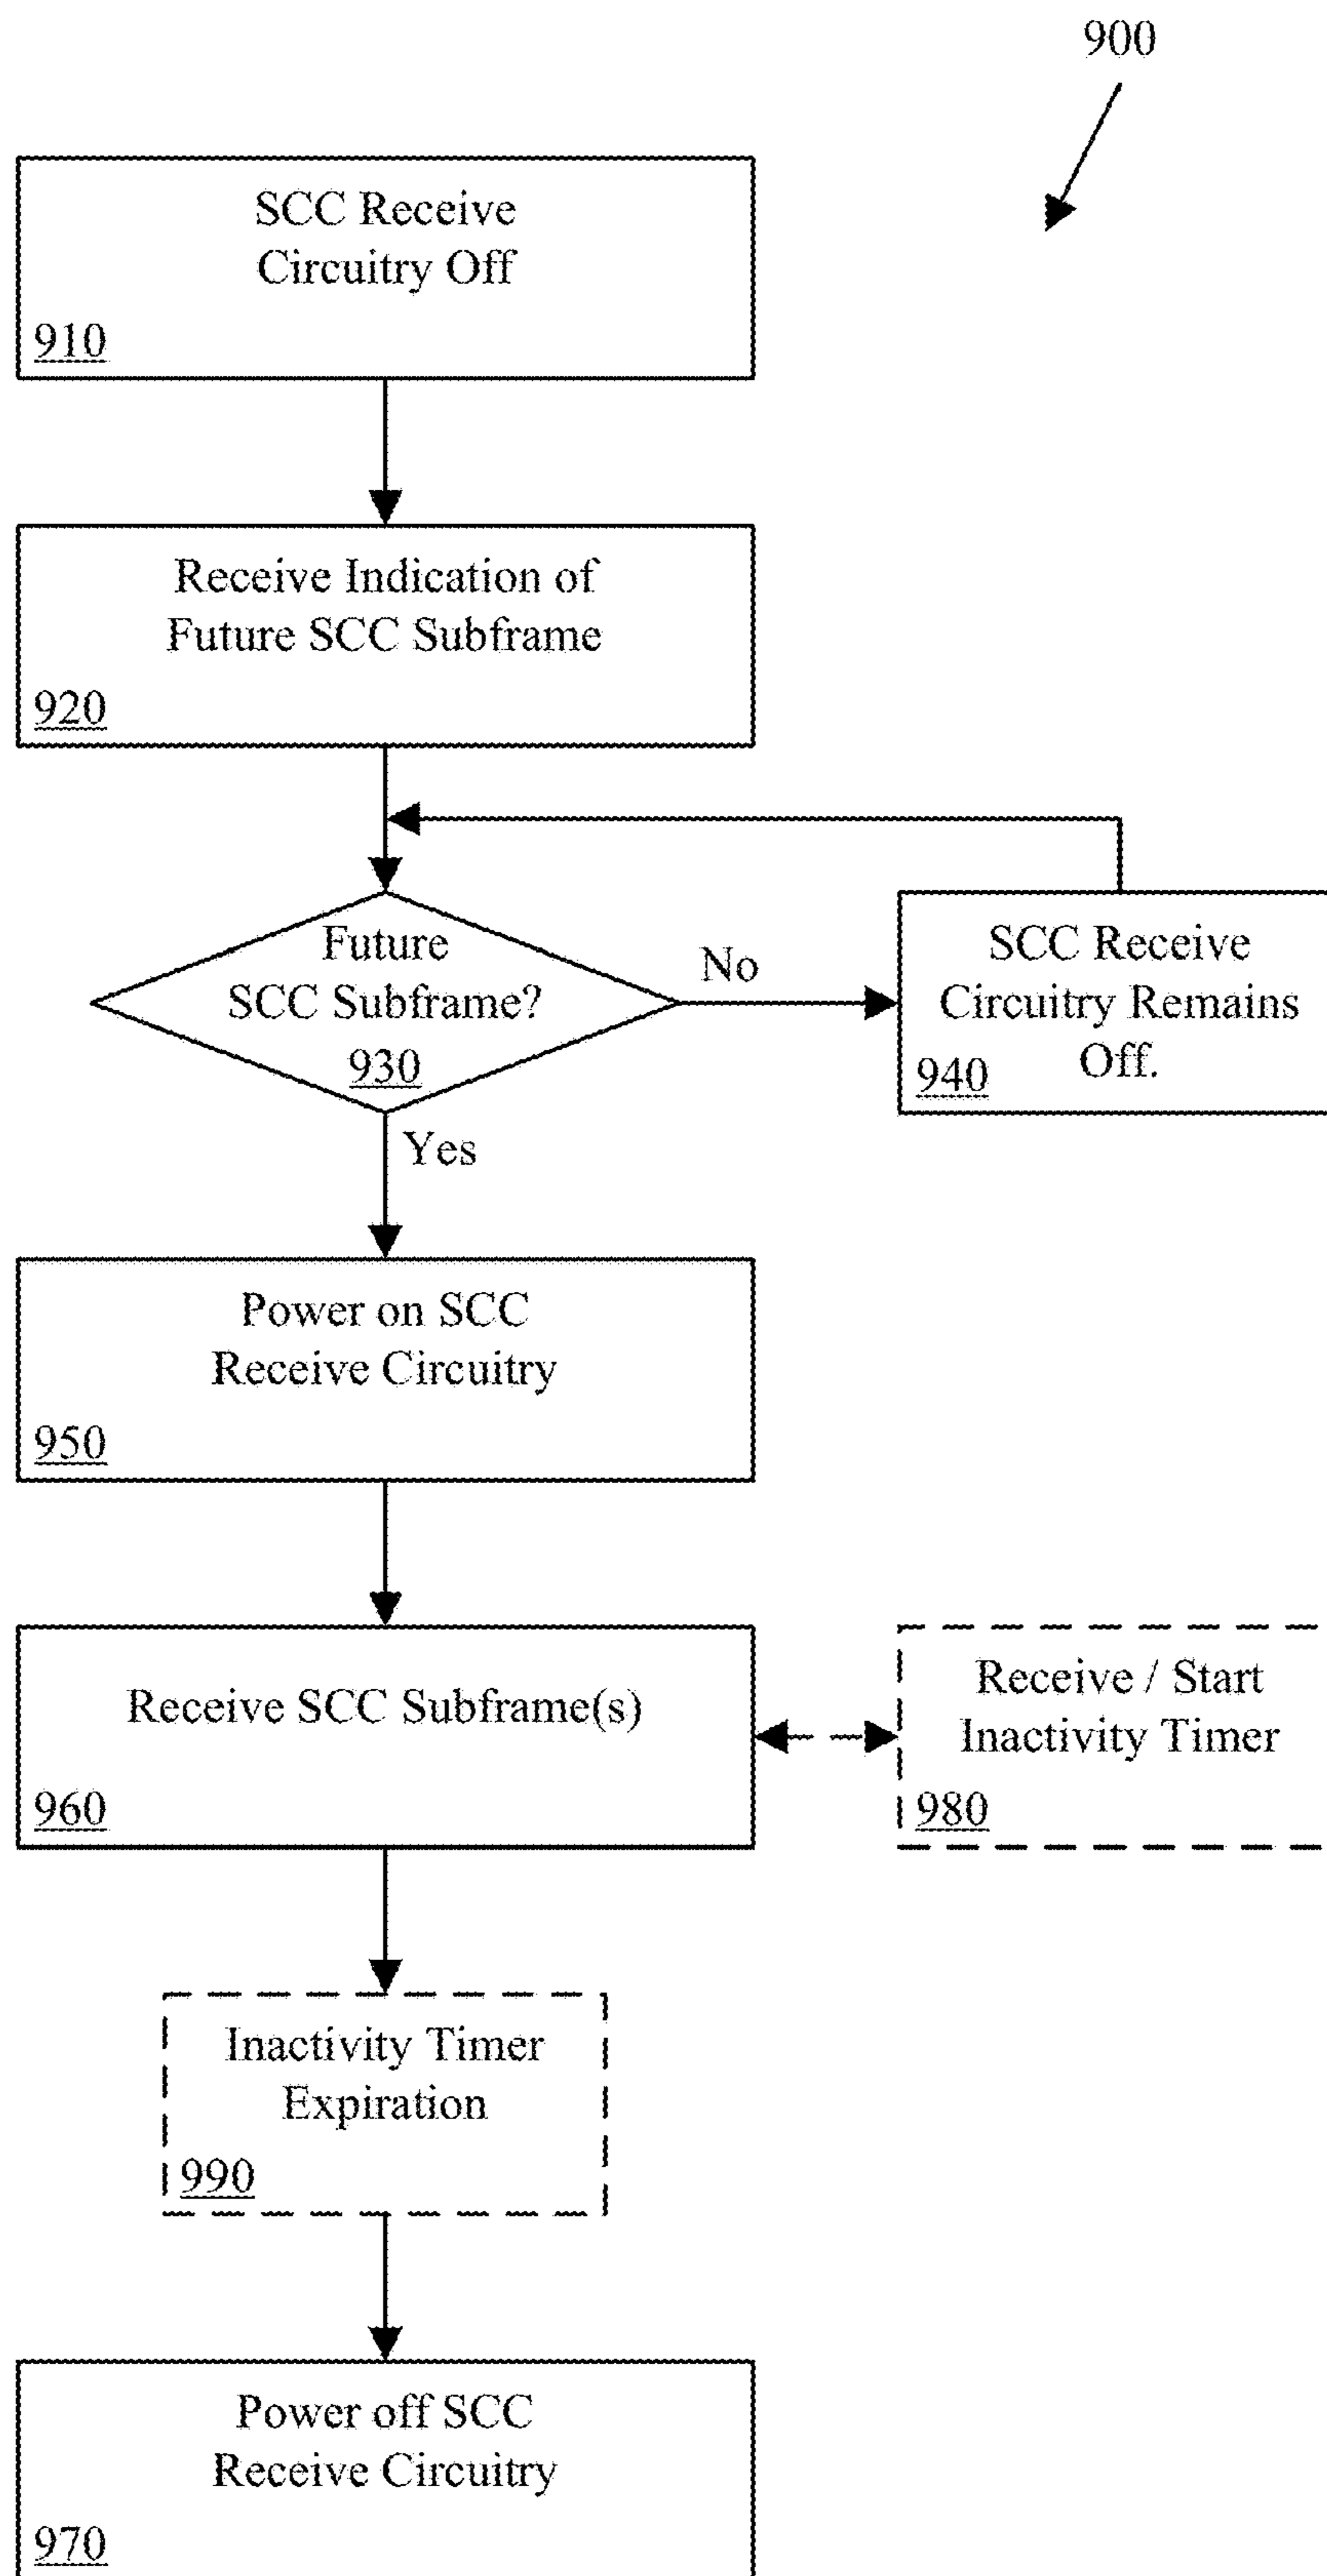 900
SCC Receive
Circuitry Off
910
Receive Indication of
Future SCC Subframe
920
Future
SCC Subframe?
930
No
SCC Receive
Circuitry Remains
Off.
940
Yes
Power on SCC
Receive Circuitry
950
Receive SCC Subframe(s)
960
Receive / Start
Inactivity Timer
980
Inactivity Timer
Expiration
990
Power off SCC
Receive Circuitry
970